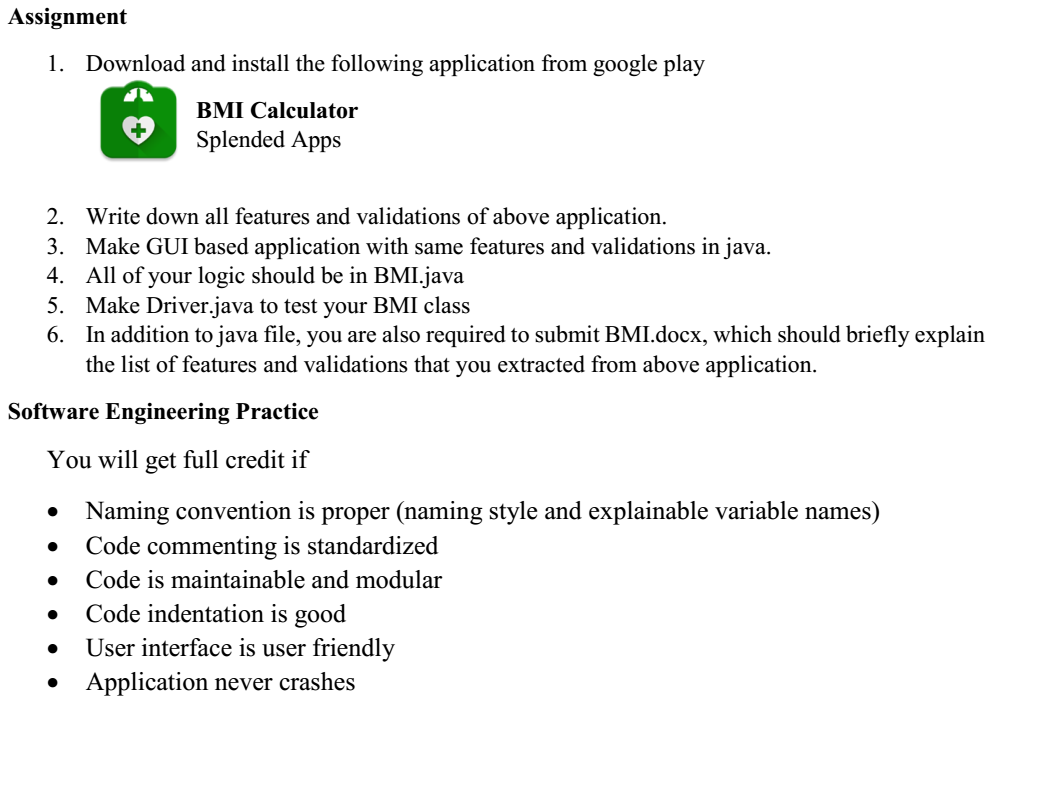 Assignment
1. Download and install the following application from google play
BMI Calculator
Splended Apps
2. Write down all features and validations of above application.
3. Make GUI based application with same features and validations in java.
4. All of your logic should be in BMI.java
5. Make Driver.java to test your BMI class
6. In addition to java file, you are also required to submit BMI.docx, which should briefly explain
the list of features and validations that you extracted from above application.
Software Engineering Practice
You will get full credit if
• Naming convention is proper (naming style and explainable variable names)
• Code commenting is standardized
• Code is maintainable and modular
• Code indentation is good
• User interface is user friendly
• Application never crashes